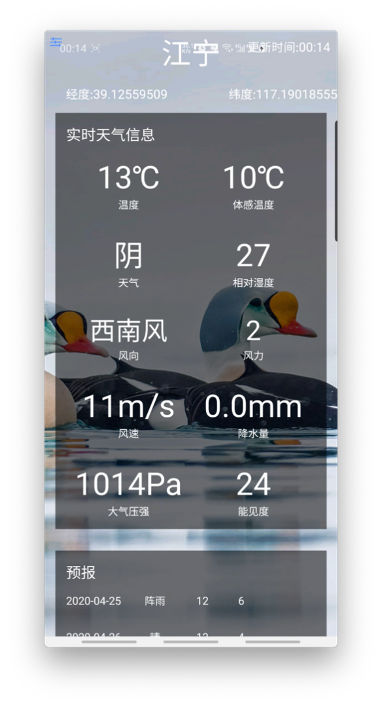 00:14
江宁
更新时间:00:14
经度:39.12559509 纬度:117.19018555
实时天气信息
13℃ 10℃
温度 体感温度
阴 27
天气 相对湿度
西南风 2
风向 风力
11m/s 0.0mm
风速 降水量
1014Pa 24
大气压强 能见度
预报
2020-04-25 阵雨 12 6
2020-04-26 晴 12 4